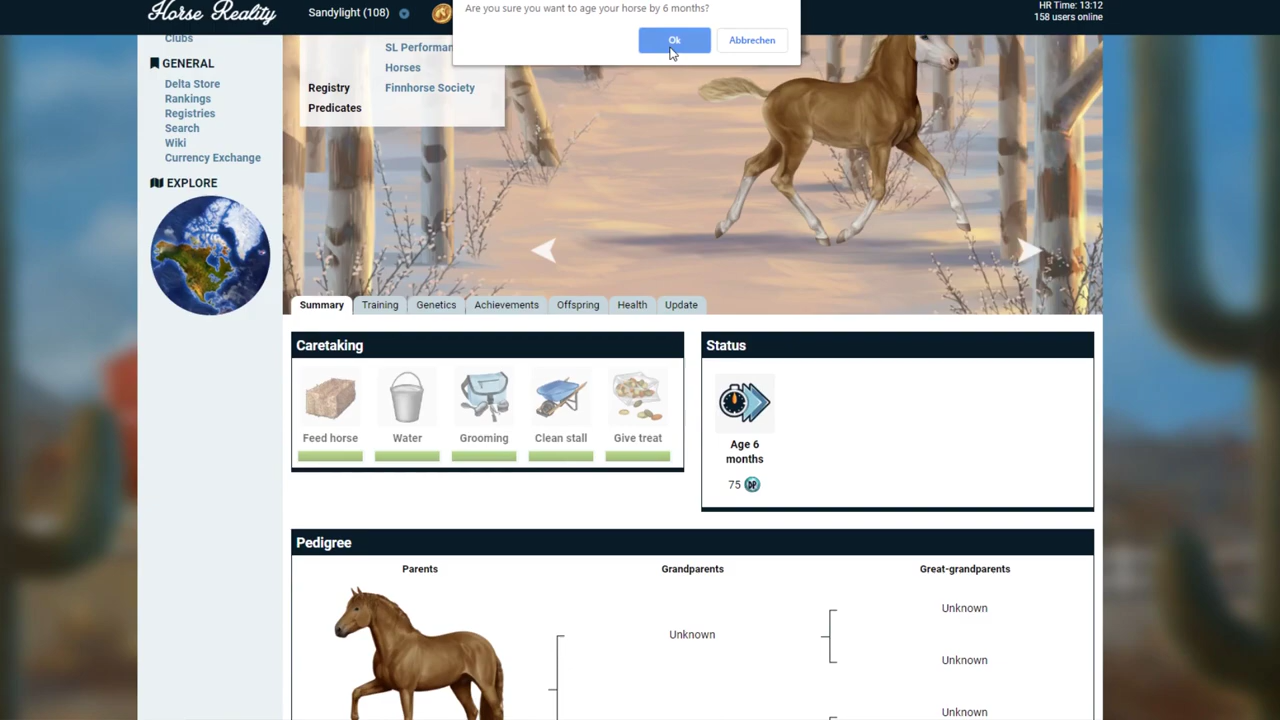 Are you sure you want to age your horse by 6 months?
Ok
Abbrechen
Horse Reality
Sandylight (108)
HR Time: 13:12
158 users online
Clubs
GENERAL
Delta Store
Rankings
Registries
Search
Wiki
Currency Exchange
EXPLORE
SL Performan
Horses
Registry
Finnhorse Society
Predicates
Summary
Training
Genetics
Achievements
Offspring
Health
Update
Caretaking
Feed horse
Water
Grooming
Clean stall
Give treat
Status
Age 6
months
75 DP
Pedigree
Parents
Grandparents
Great-grandparents
Unknown
Unknown
Unknown
Unknown